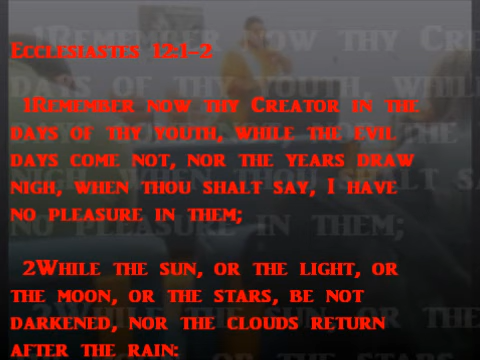 Ecclesiastes 12:1-2
1Remember now thy Creator in the
days of thy youth, while the evil
days come not, nor the years draw
nigh, when thou shalt say, I have
no pleasure in them;
2While the sun, or the light, or
the moon, or the stars, be not
darkened, nor the clouds return
after the rain: